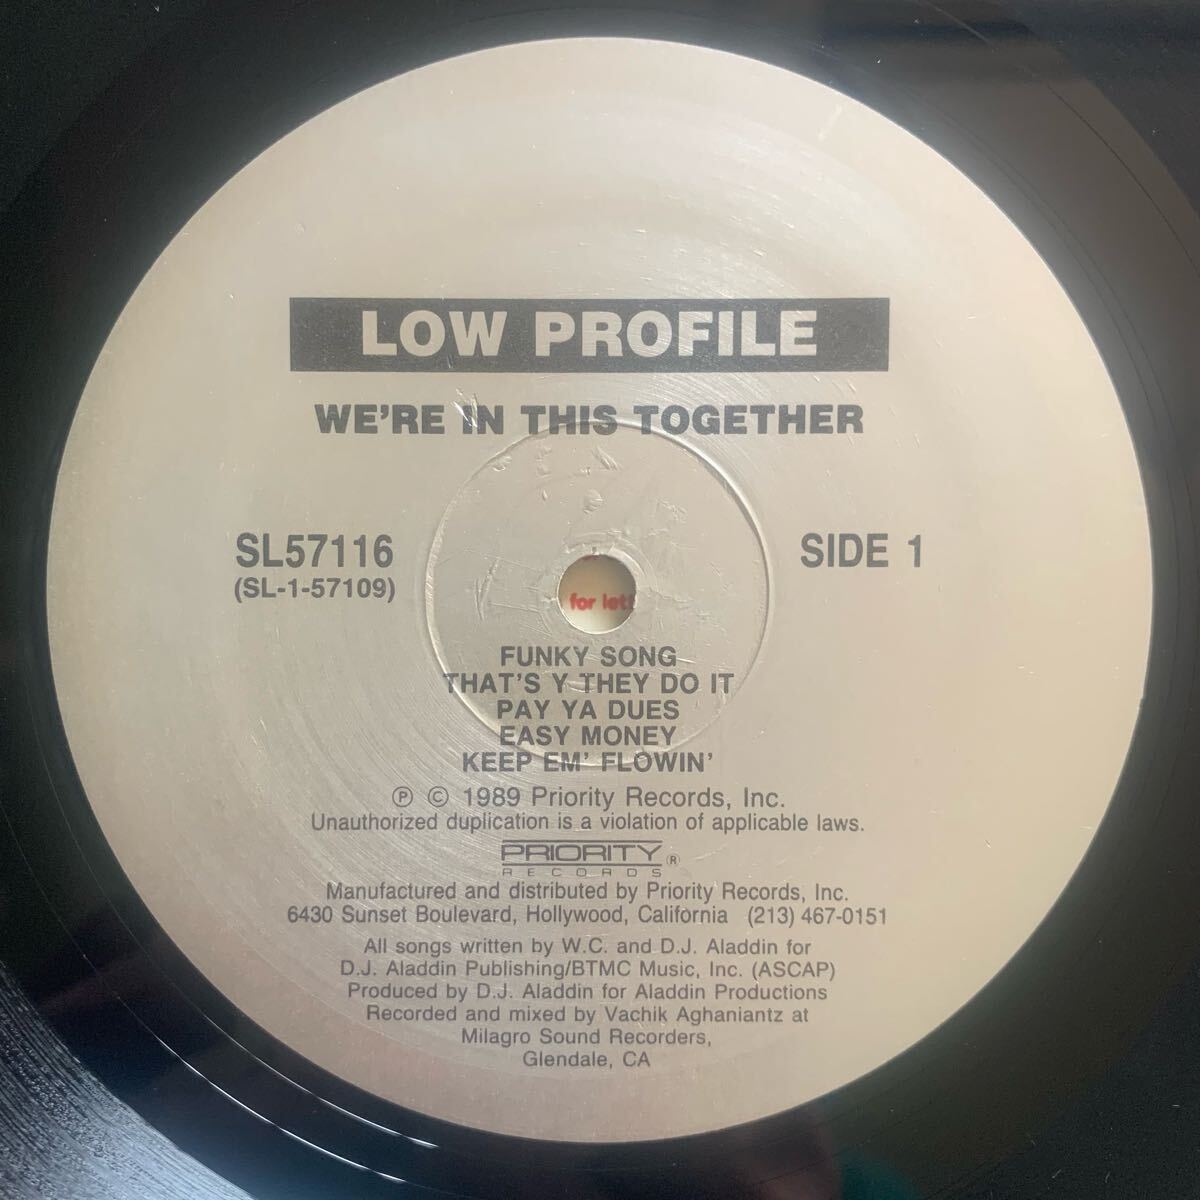 LOW PROFILE
WE'RE IN THIS TOGETHER
SL57116
(SL-1-57109)
SIDE 1
for let
FUNKY SONG
THAT'S Y THEY DO IT
PAY YA DUES
EASY MONEY
KEEP EM' FLOWIN'
℗ © 1989 Priority Records, Inc.
Unauthorized duplication is a violation of applicable laws.
PRIORITY ®
RECORDS
Manufactured and distributed by Priority Records, Inc.
6430 Sunset Boulevard, Hollywood, California (213) 467-0151
All songs written by W.C. and D.J. Aladdin for
D.J. Aladdin Publishing/BTMC Music, Inc. (ASCAP)
Produced by D.J. Aladdin for Aladdin Productions
Recorded and mixed by Vachik Aghaniantz at
Milagro Sound Recorders,
Glendale, CA